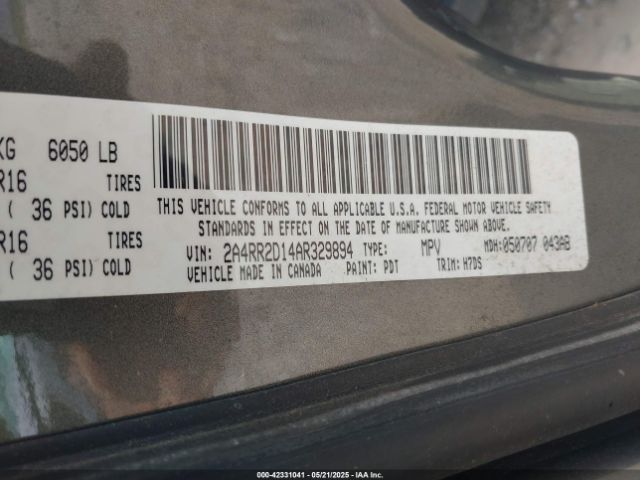 KG 6050 LB
R16 TIRES
( 36 PSI) COLD
R16
( 36 PSI) COLD
THIS VEHICLE CONFORMS TO ALL APPLICABLE U.S.A. FEDERAL MOTOR VEHICLE SAFETY
STANDARDS IN EFFECT ON THE DATE OF MANUFACTURE SHOWN ABOVE.
VIN: 2A4RR2D14AR329894 TYPE: MPV MDH: 050707 043AB
VEHICLE MADE IN CANADA PAINT: PDT TRIM: H7DS
000-42331041 — 05/21/2025 — IAA Inc.